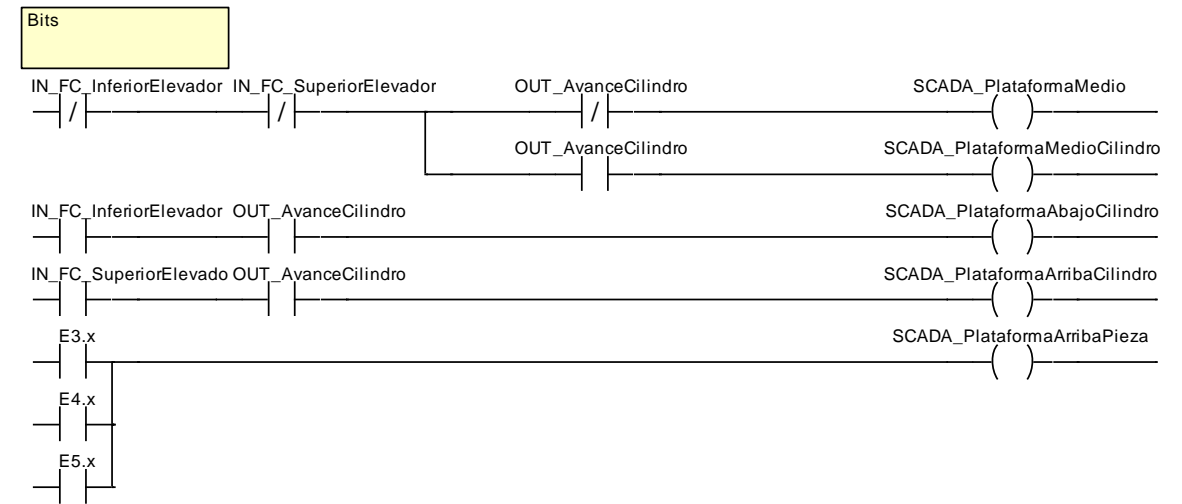 Bits
IN_FC_InferiorElevador IN_FC_SuperiorElevador OUT_AvanceCilindro SCADA_PlataformaMedio
OUT_AvanceCilindro SCADA_PlataformaMedioCilindro
IN_FC_InferiorElevador OUT_AvanceCilindro SCADA_PlataformaAbajoCilindro
IN_FC_SuperiorElevado OUT_AvanceCilindro SCADA_PlataformaArribaCilindro
E3.x SCADA_PlataformaArribaPieza
E4.x
E5.x